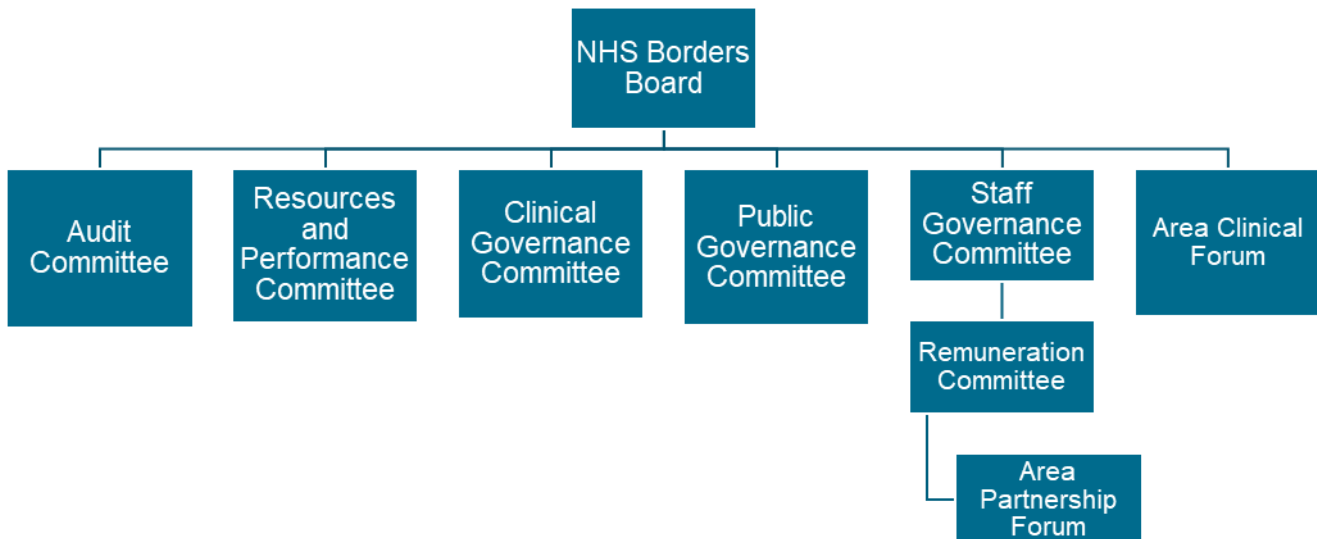 NHS Borders
Board
Audit
Committee
Resources
and
Performance
Committee
Clinical
Governance
Committee
Public
Governance
Committee
Staff
Governance
Committee
Area Clinical
Forum
Remuneration
Committee
Area
Partnership
Forum